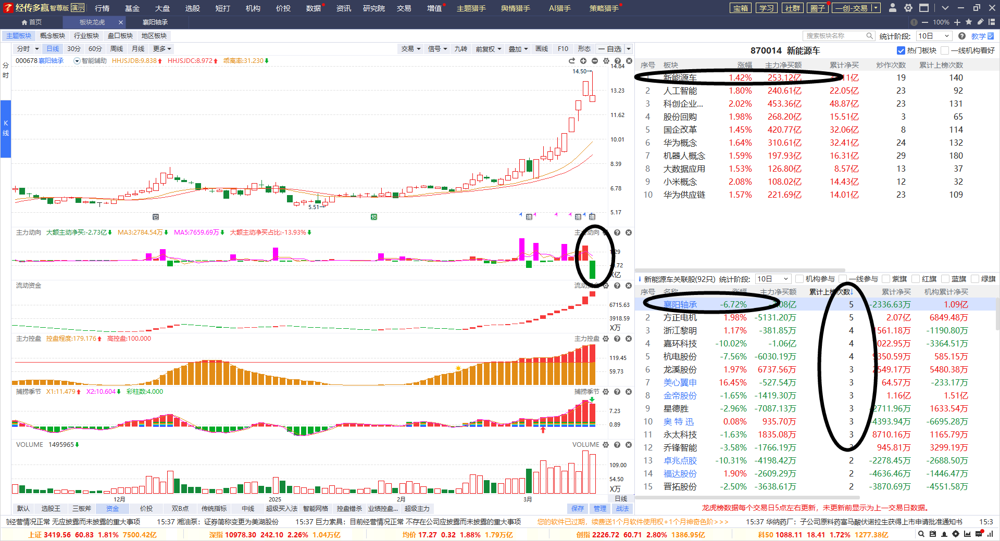 经传多赢 智尊版 演示 行情 基金 大盘 选股 短打 机构 价投 数据 资讯 研究院 交易 增值 主题猎手 舆情猎手 AI猎手 策略猎手 宝箱 学习 社群 圈子 一创-交易
首页 板块龙虎 × 襄阳轴承 100%
主题板块 概念板块 行业板块 盘口板块 地区板块 搜索板块名称 统计阶段: 10日 教学
分时 日线 30分 60分 周线 月线 更多 交易 信号 九转 前复权 叠加 画线 F10 形态 一 自选
870014 新能源车 热门板块 一线机构看好
分时
K线
000678 襄阳轴承 智能辅助 HHJSJDB:9.838 HHJSJDC:8.972 乖离率:31.230
14.84
14.50
13.23
11.62
10.01
8.39
6.78
5.51
5.17
它 预 提 提 提
主力动向 大额主动净买:-2.73亿 MA3:2784.54万 MA5:7659.69万 大额主动净买占比:-13.93% 主力动向
流动资金 流动资金
6715.63
3918.59
X万
主力控盘 控盘程度:179.176 高控盘:100.000 主力控盘
119.45
59.73
捕捞季节 X1:11.479 X2:10.604 彩柱数:4.000 捕捞季节
7.23
0.89
VOLUME 1495965 VOLUME
109.00
54.50
X万
12月 2025 2月 3月 日线
默认 选股王 三板斧 资金 价投 双B点 传统指标 中线 超级买入法 智能网格 控盘错杀 业绩控盘... 超级主力 保存 管理 战法
序号 板块 涨幅 主力净买额 累计净买 炒作次数 累计上榜次数
新能源车 1.42% 253.12亿 11亿 19 140
2 人工智能 1.80% 240.61亿 22.05亿 23 92
3 科创企业... 2.02% 453.36亿 48.87亿 23 131
4 股份回购 1.98% 268.20亿 15.51亿 3 65
5 国企改革 1.45% 420.77亿 32.06亿 8 114
6 华为概念 1.64% 310.61亿 32.41亿 24 132
7 机器人概念 1.59% 197.93亿 16.31亿 29 180
8 大数据应用 1.53% 126.80亿 8.57亿 13 37
9 小米概念 2.08% 108.02亿 14.43亿 12 32
10 华为供应链 1.57% 221.69亿 14.01亿 23 109
新能源车关联股(92只) 统计阶段: 10日 机构参与 一线参与 紫旗 红旗 蓝旗 绿旗
序号 名称 涨幅 主力净买额 累计上榜次数↓ 累计净买 机构累计净买
襄阳轴承 -6.72% 08亿 5 -2336.63万 1.09亿
2 方正电机 1.98% -5131.20万 5 2.07亿 6849.48万
3 浙江黎明 1.17% -381.85万 4 1561.18万 -1190.80万
4 嘉环科技 -10.02% -1.06亿 4 022.95万 -3364.51万
5 杭电股份 -7.56% -6030.19万 4 350.59万 585.15万
6 龙溪股份 1.97% 6737.56万 3 2549.17万 5480.38万
7 美心翼申 16.45% -527.54万 3 64.57万 -233.17万
8 金帝股份 -1.65% -1419.30万 3 1.16亿 1.51亿
9 星德胜 -2.96% -7087.13万 3 2711.96万 1633.54万
10 奥特迅 0.08% 935.70万 3 -4393.94万 -6695.28万
11 永太科技 -1.63% 1835.08万 3 8710.16万 1165.79万
12 乔锋智能 -3.58% -1766.19万 945.81万 3299.19万
13 卓兆点胶 -10.31% -4198.42万 2 -2278.45万 -2688.50万
14 福达股份 1.90% -2609.29万 2 -4636.46万 -1446.47万
15 晋拓股份 -2.50% -3638.61万 2 -3870.69万 -4551.58万
龙虎榜数据每个交易日5点左右更新，未更新前显示为上一交易日数据。
前经营情况正常 无应披露而未披露的重大事项 15:37 湘油泵：证券简称变更为美湖股份 15:37 巨力索具：目前经营情况正常 不存在公司应披露而未披露的重大事项 您的软件已过期，续费送1个月软件使用权+1个月神奇色阶>>> 15:37 华纳药厂：子公司原料药富马酸伏诺拉生获得上市申请批准通知书 15:3
上证 3419.56 60.83 1.81% 7500.42亿 深指 10978.30 242.10 2.26% 1.04万亿 均价 17.27 0.32 1.88% 1.79万亿 创指 2226.72 60.71 2.80% 1386.95亿 科50 1088.11 18.41 1.72% 1277.38亿